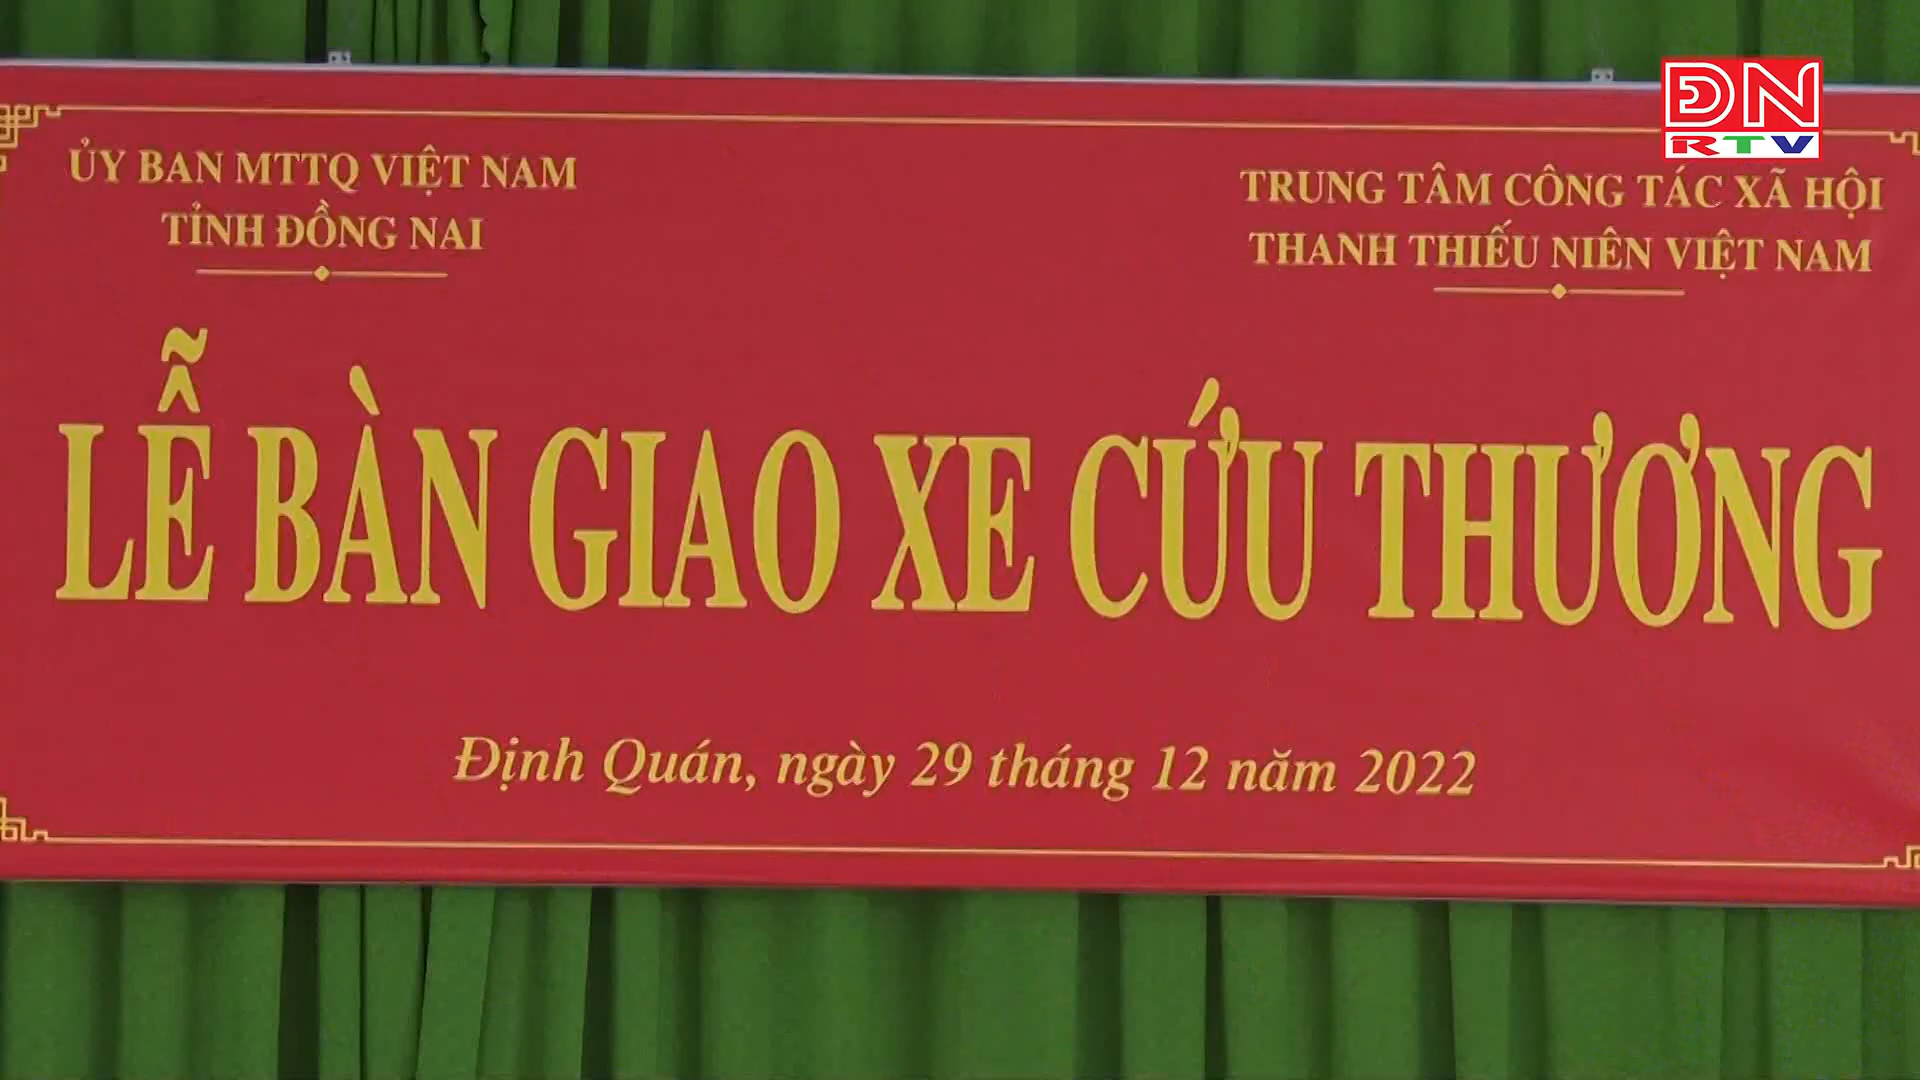 ĐN
RTV
ỦY BAN MTTQ VIỆT NAM
TỈNH ĐỒNG NAI
TRUNG TÂM CÔNG TÁC XÃ HỘI
THANH THIẾU NIÊN VIỆT NAM
LỄ BÀN GIAO XE CỨU THƯƠNG
Định Quán, ngày 29 tháng 12 năm 2022